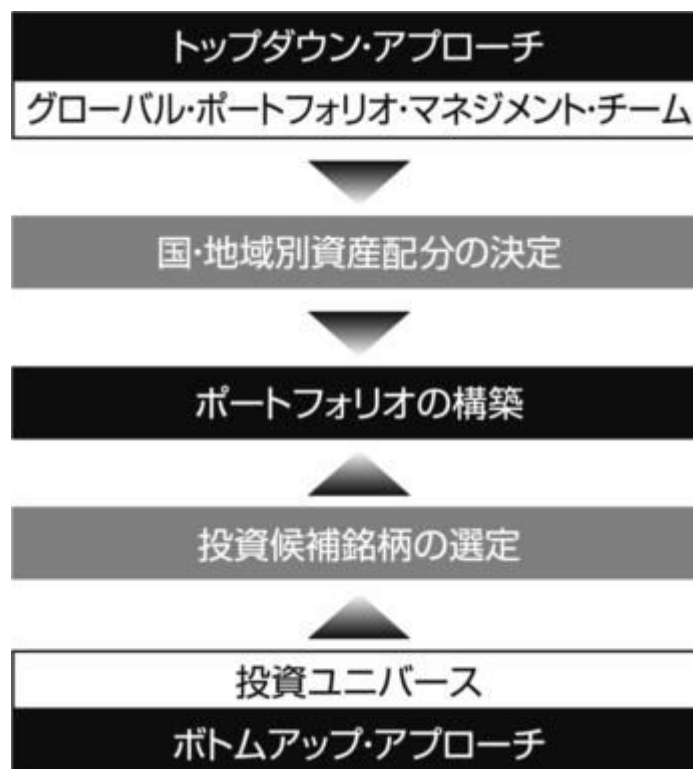 トップダウン・アプローチ
グローバル・ポートフォリオ・マネジメント・チーム
国・地域別資産配分の決定
ポートフォリオの構築
投資候補銘柄の選定
投資ユニバース
ボトムアップ・アプローチ